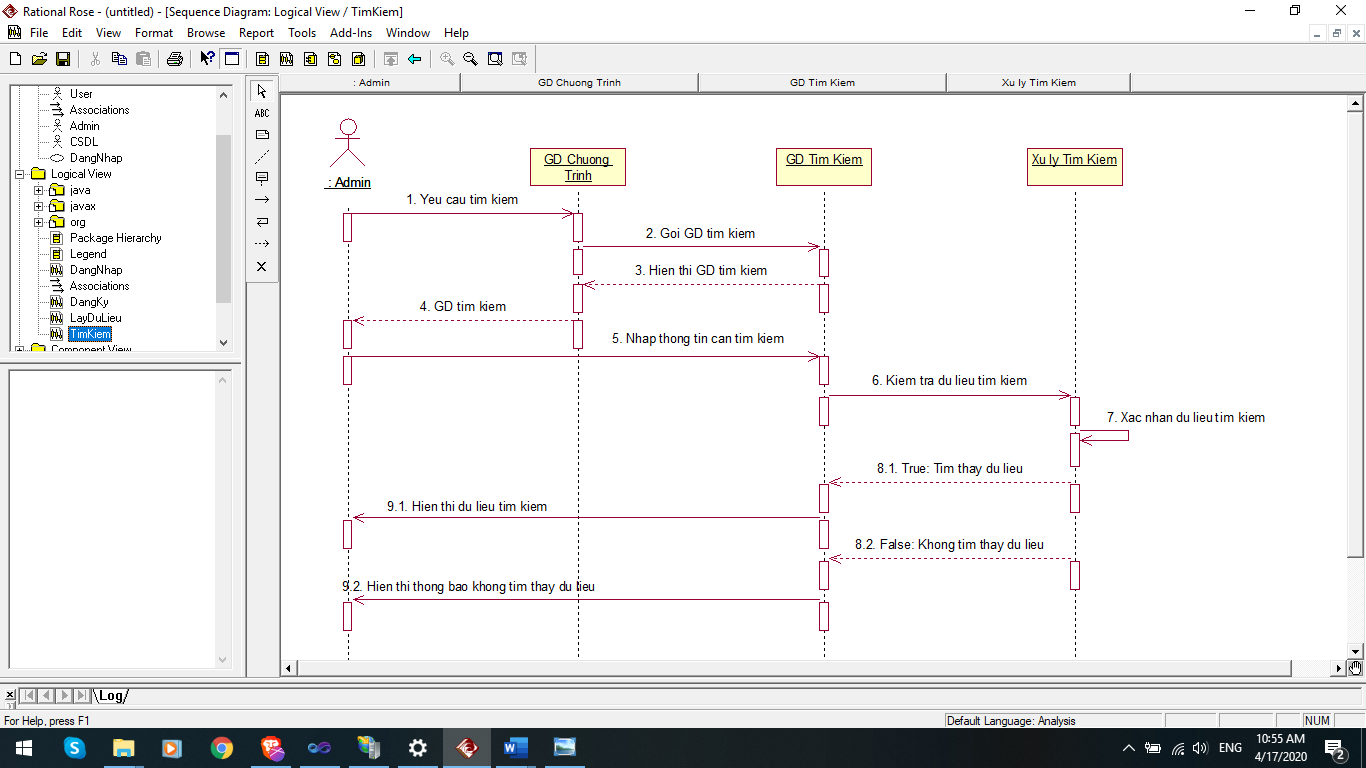 Rational Rose - (untitled) - [Sequence Diagram: Logical View / TimKiem]
File Edit View Format Browse Report Tools Add-Ins Window Help
: Admin GD Chuong Trinh GD Tim Kiem Xu ly Tim Kiem
User
Associations
Admin
CSDL
DangNhap
Logical View
java
javax
org
Package Hierarchy
Legend
DangNhap
Associations
DangKy
LayDuLieu
TimKiem
Component View
ABC
: Admin
GD Chuong
Trinh
GD Tim Kiem
Xu ly Tim Kiem
1. Yeu cau tim kiem
2. Goi GD tim kiem
3. Hien thi GD tim kiem
4. GD tim kiem
5. Nhap thong tin can tim kiem
6. Kiem tra du lieu tim kiem
7. Xac nhan du lieu tim kiem
8.1. True: Tim thay du lieu
9.1. Hien thi du lieu tim kiem
8.2. False: Khong tim thay du lieu
9.2. Hien thi thong bao khong tim thay du lieu
Log
For Help, press F1
Default Language: Analysis
NUM
ENG
10:55 AM
4/17/2020
2